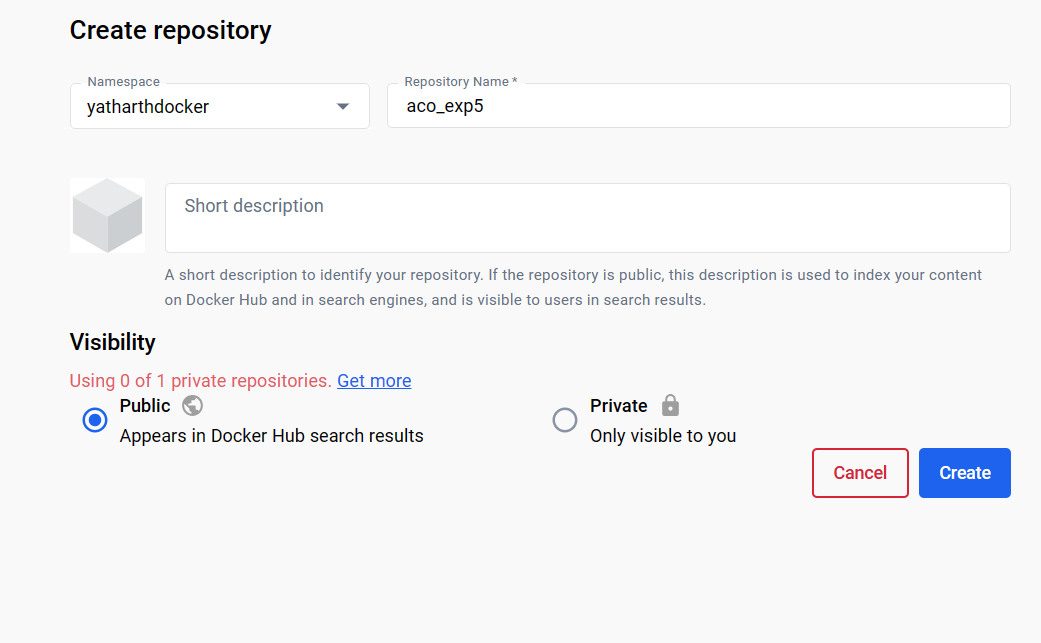 Create repository
Namespace
yatharthdocker
Repository Name *
aco_exp5
Short description
A short description to identify your repository. If the repository is public, this description is used to index your content
on Docker Hub and in search engines, and is visible to users in search results.
Visibility
Using 0 of 1 private repositories. Get more
Public
Appears in Docker Hub search results
Private
Only visible to you
Cancel
Create